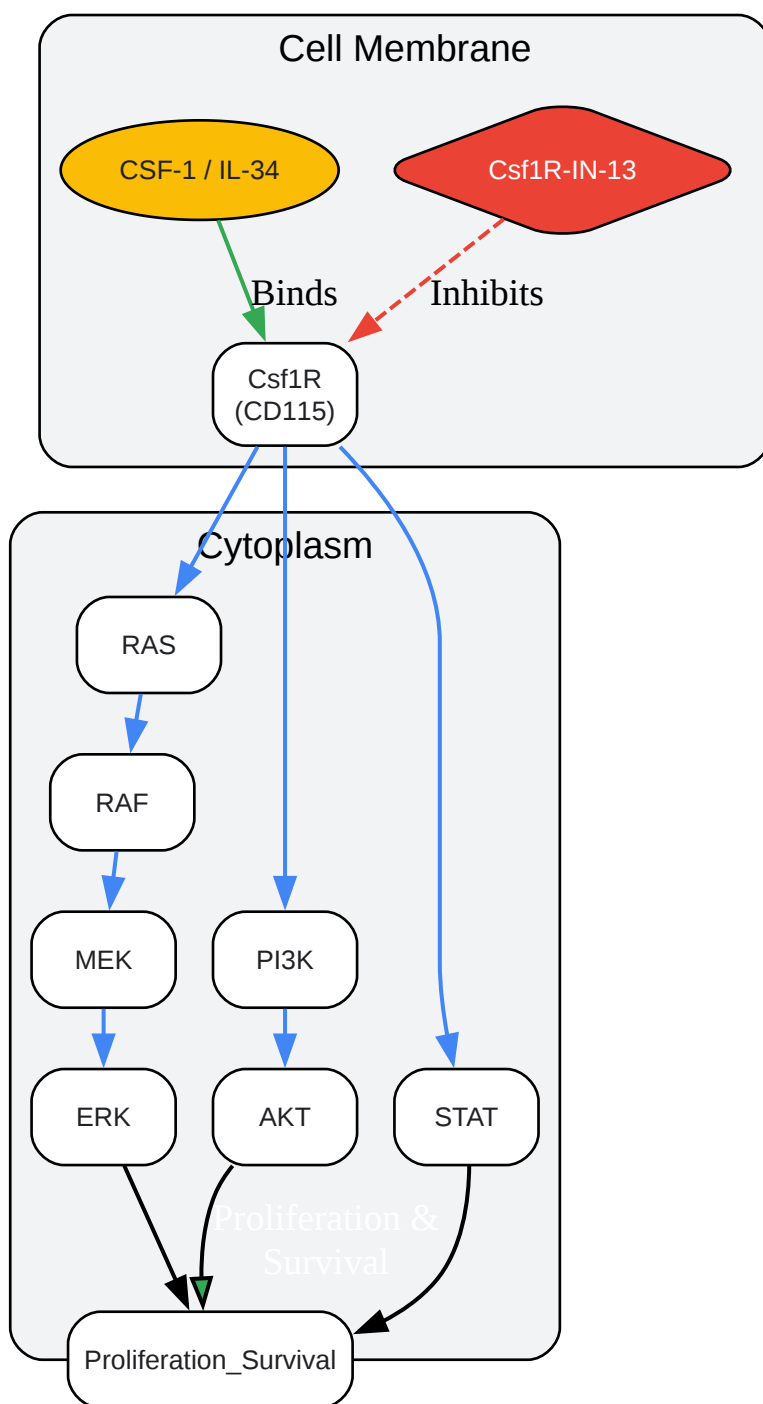 Cell Membrane
CSF-1 / IL-34
Csf1R-IN-13
Binds
Inhibits
Csf1R
(CD115)
Cytoplasm
RAS
RAF
MEK
PI3K
ERK
AKT
STAT
Proliferation &
Survival
Proliferation_Survival